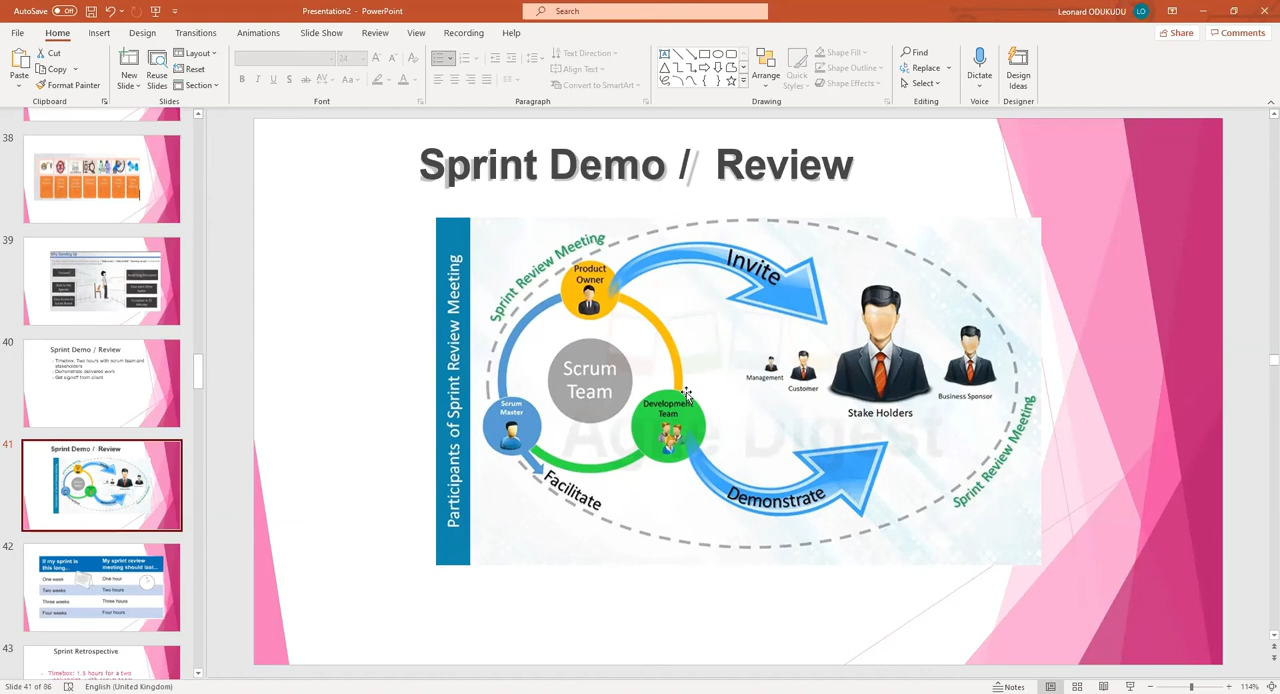 AutoSave Off
Presentation2 - PowerPoint
Search
Leonard ODUKUDU
LO
File
Home
Insert
Design
Transitions
Animations
Slide Show
Review
View
Recording
Help
Share
Comments
Paste
Cut
Copy
Format Painter
Clipboard
New Slide
Reuse Slides
Layout
Reset
Section
Slides
24
Font
Text Direction
Align Text
Convert to SmartArt
Paragraph
Arrange
Quick Styles
Shape Fill
Shape Outline
Shape Effects
Drawing
Find
Replace
Select
Editing
Dictate
Voice
Design Ideas
Designer
38
39
40
Sprint Demo / Review
Timebox: Two hours with scrum team and
stakeholders
Demonstrate delivered work
Get signoff from client
41
Sprint Demo / Review
42
If my sprint is this long...
My sprint review meeting should last...
One week
One hour
Two weeks
Two hours
Three weeks
Three hours
Four weeks
Four hours
43
Sprint Retrospective
Timebox: 1.5 hours for a two
Sprint Demo / Review
Participants of Sprint Review Meeting
Sprint Review Meeting
Product
Owner
Invite
Scrum
Team
Scrum
Master
Development
Team
Facilitate
Demonstrate
Management
Customer
Stake Holders
Business Sponsor
Sprint Review Meeting
Agile Digest
Slide 41 of 86
English (United Kingdom)
Notes
114%